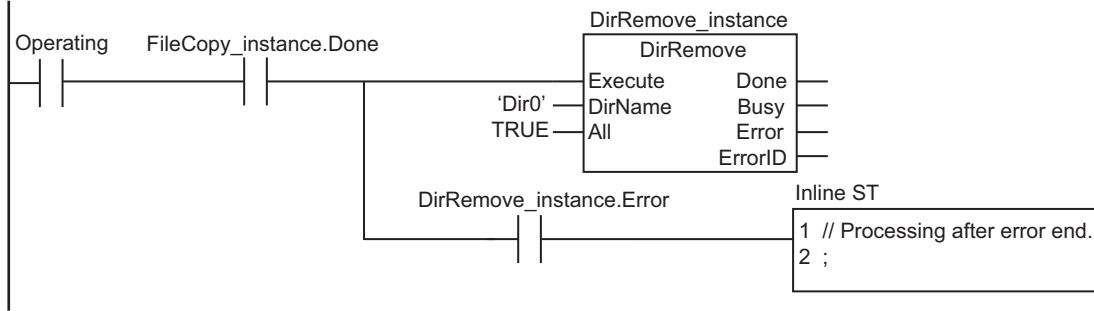 DirRemove_instance
Operating FileCopy_instance.Done
DirRemove
Execute Done
'Dir0' DirName Busy
TRUE All Error
ErrorID
DirRemove_instance.Error
Inline ST
1 // Processing after error end.
2 ;